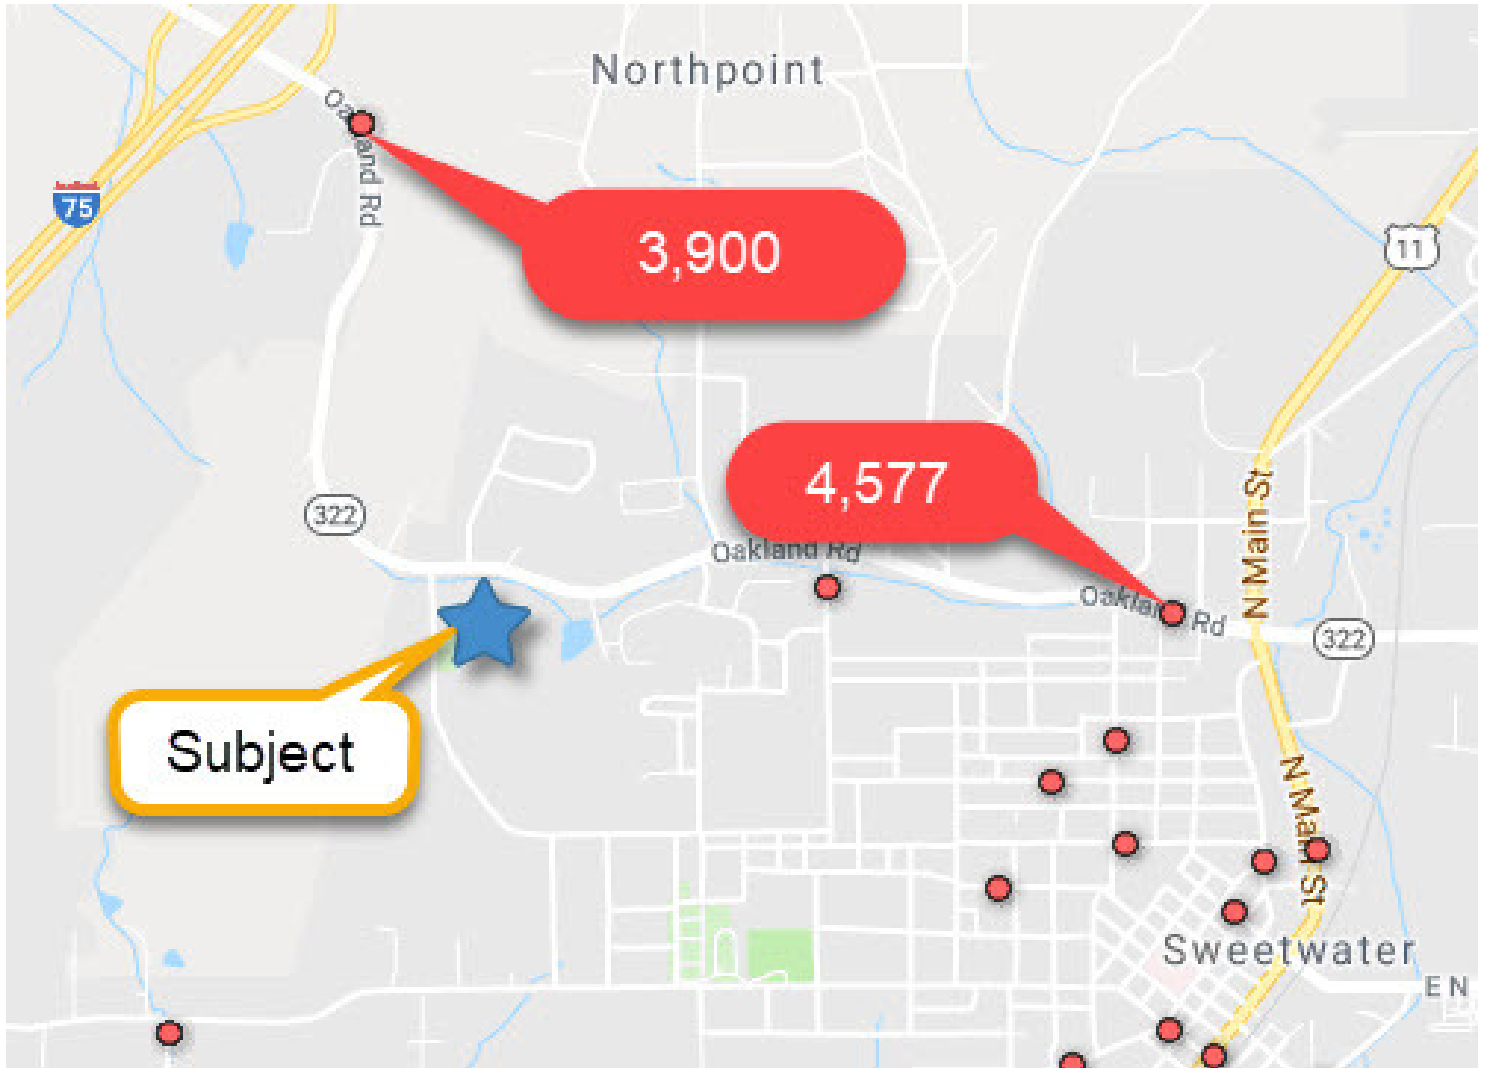 Northpoint
Oakland Rd
75
3,900
11
4,577
322
N Main St
Oakland Rd
Oakland Rd
322
Subject
N Main St
Sweetwater
E N